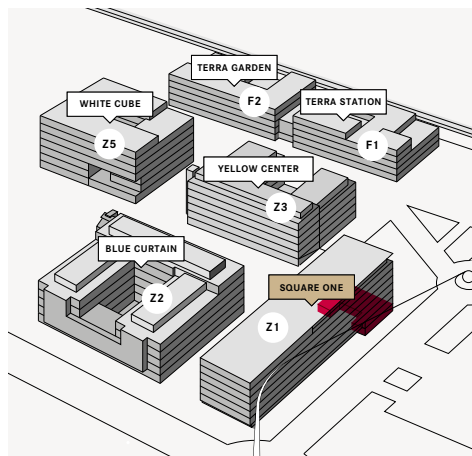 TERRA GARDEN
F2
TERRA STATION
F1
WHITE CUBE
Z5
YELLOW CENTER
Z3
BLUE CURTAIN
Z2
SQUARE ONE
Z1